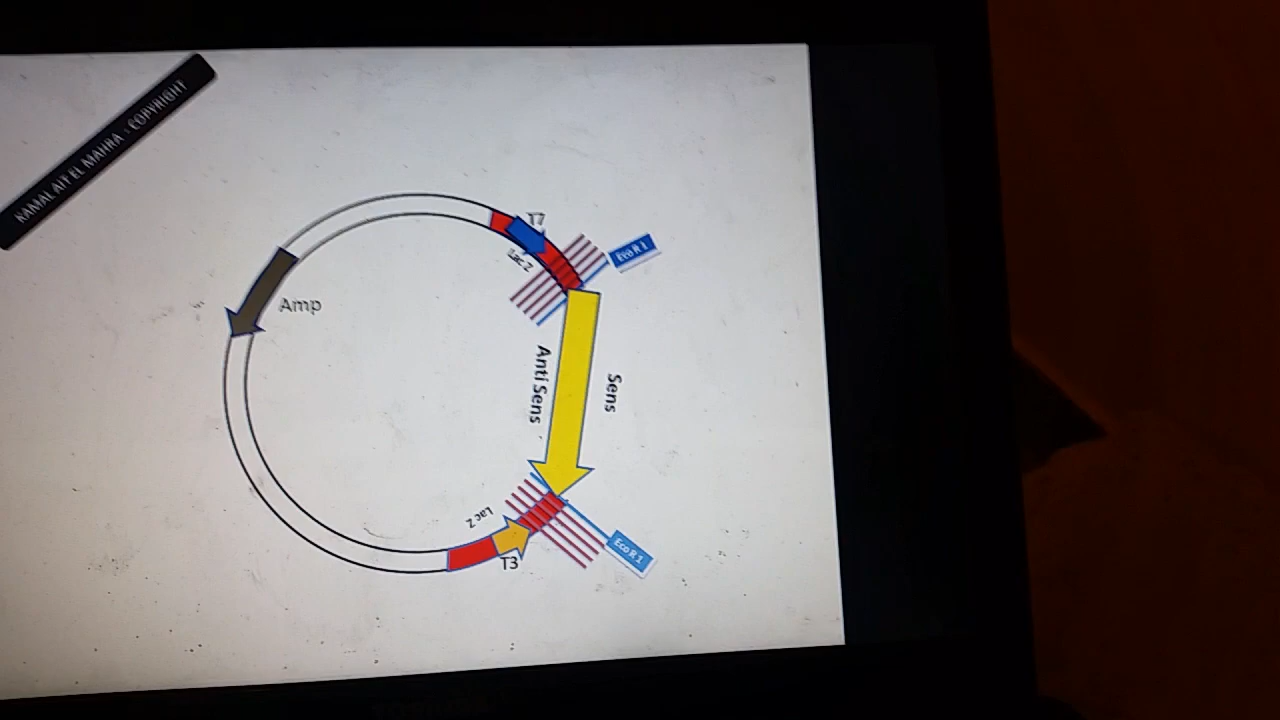 KAMAL AIT EL MAHRA - COPYRIGHT
T7
Eco R 1
Lac Z
Amp
Anti Sens
Sens
Lac Z
T3
Eco R 1